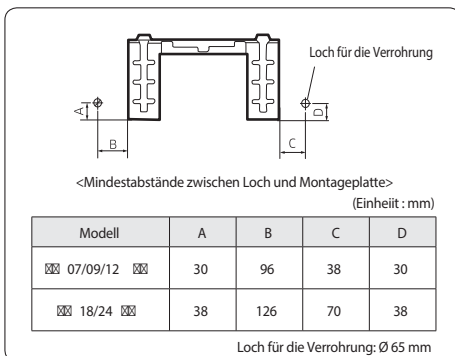 Loch für die Verrohrung
A
B
C
D
<Mindestabstände zwischen Loch und Montageplatte>
(Einheiit : mm)
Modell A B C D
07/09/12 30 96 38 30
18/24 38 126 70 38
Loch für die Verrohrung: Ø 65 mm